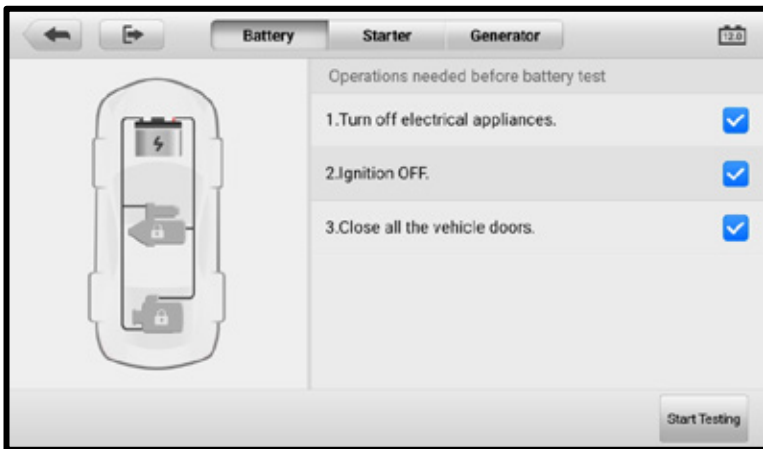 Battery
Starter
Generator
12.0
Operations needed before battery test
1.Turn off electrical appliances.
2.Ignition OFF.
3.Close all the vehicle doors.
Start Testing